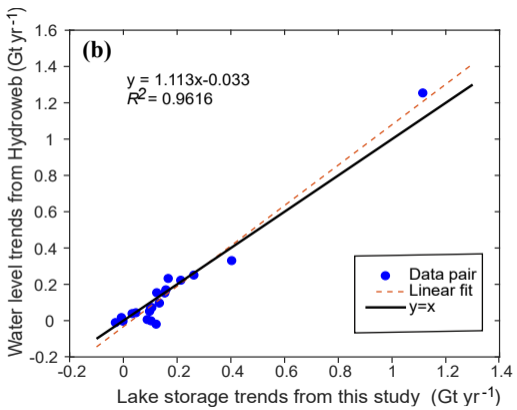 (b)
y = 1.113x-0.033
R2 = 0.9616
Water level trends from Hydroweb (Gt yr-1)
1.6
1.4
1.2
1
0.8
0.6
0.4
0.2
0
-0.2
Data pair
Linear fit
y=x
-0.2 0 0.2 0.4 0.6 0.8 1 1.2 1.4
Lake storage trends from this study (Gt yr-1)